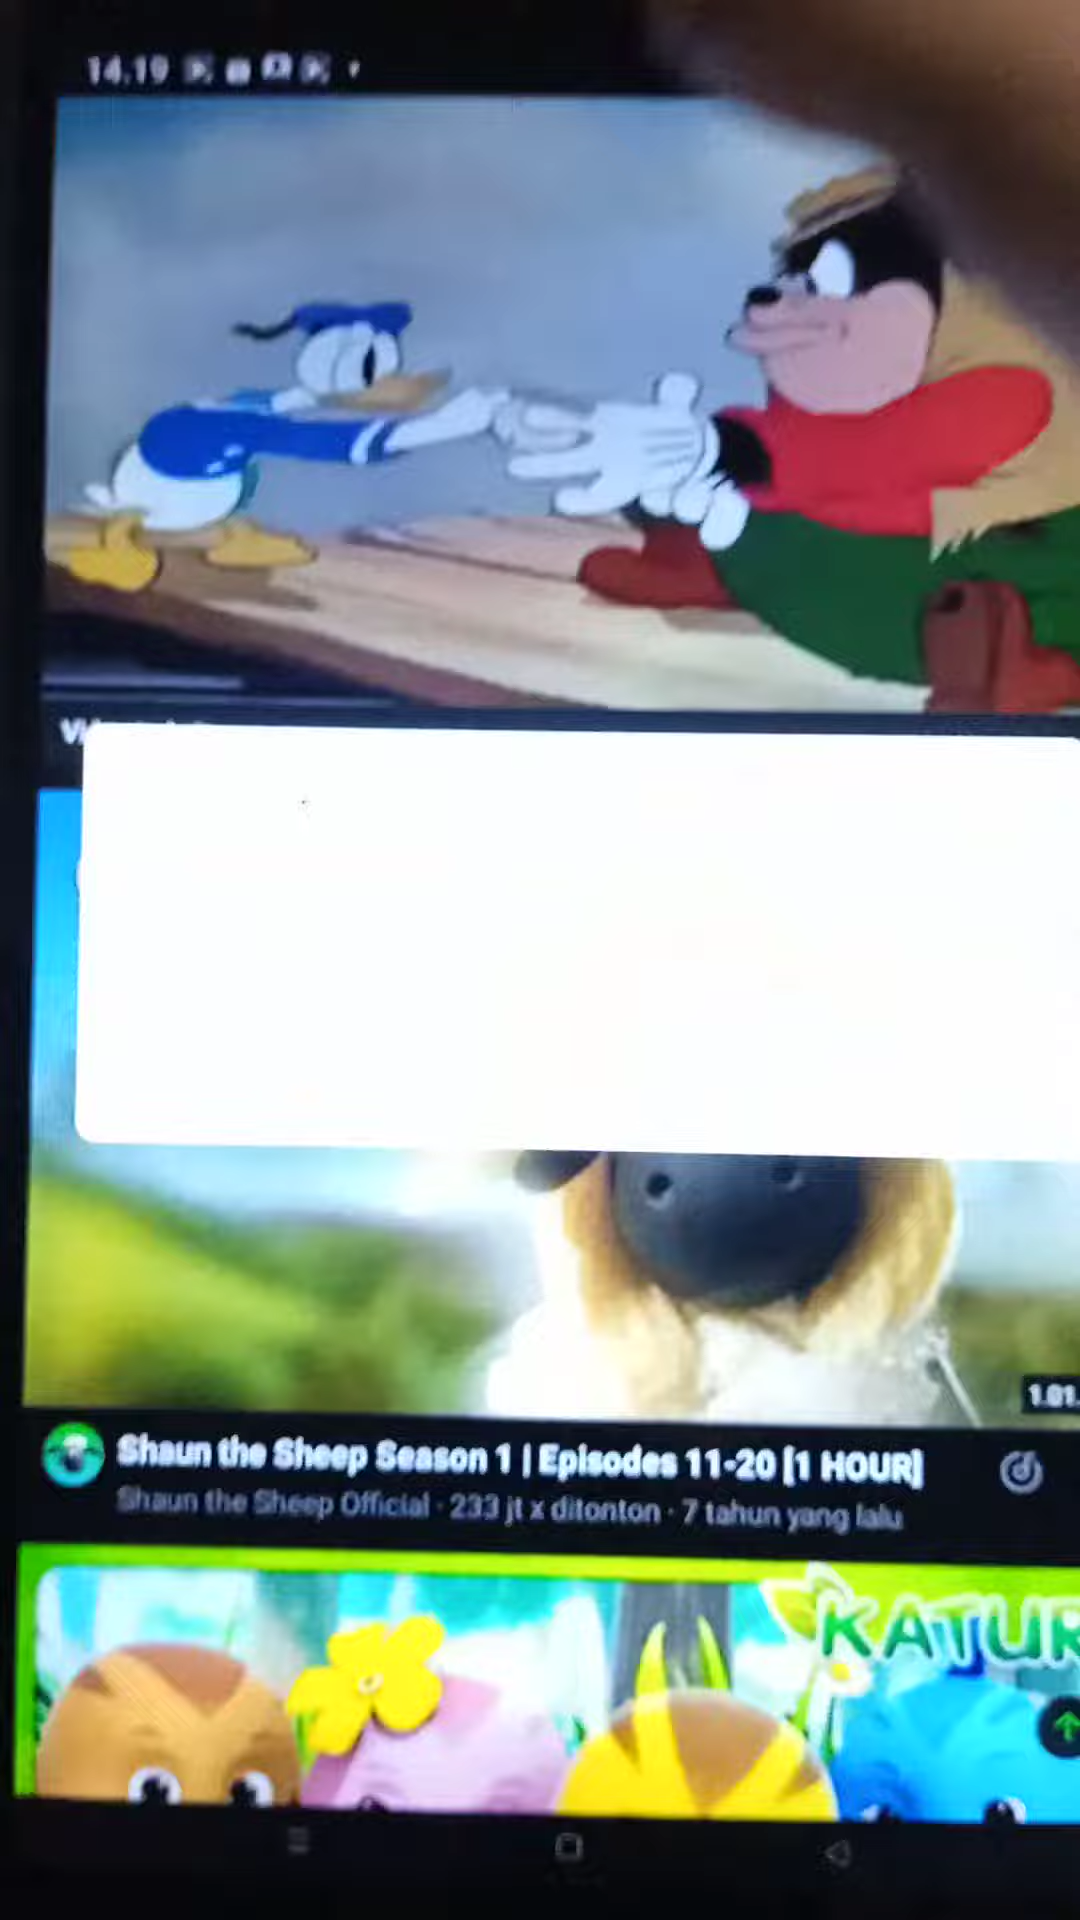 14.19
1.01.
Shaun the Sheep Season 1 | Episodes 11-20 [1 HOUR]
Shaun the Sheep Official · 233 jt x ditonton · 7 tahun yang lalu
KATUR